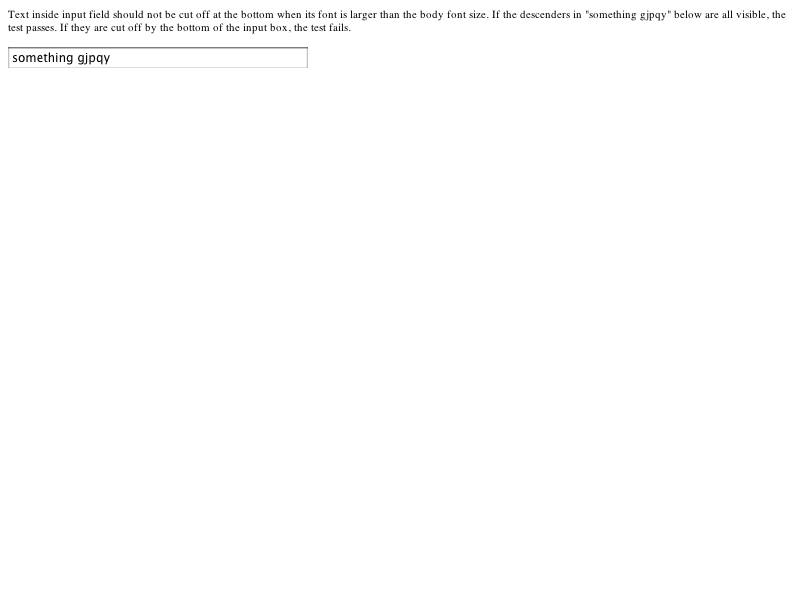 Text inside input field should not be cut off at the bottom when its font is larger than the body font size. If the descenders in "something gjpqy" below are all visible, the
test passes. If they are cut off by the bottom of the input box, the test fails.
something gjpqy